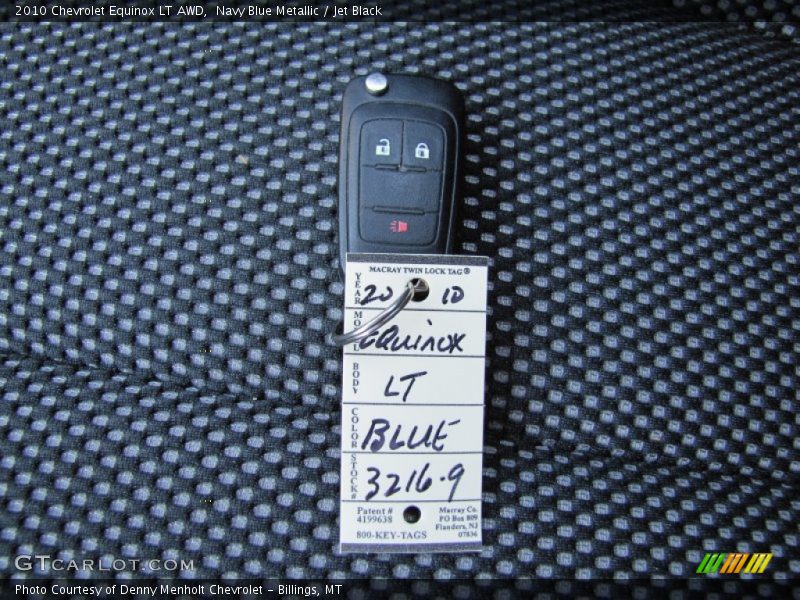 2010 Chevrolet Equinox LT AWD, Navy Blue Metallic / Jet Black
MACRAY TWIN LOCK TAG®
YEAR 20 10
MODEL EQUINOX
BODY LT
COLOR BLUE
STOCK# 3216-9
Patent # 4199638
800-KEY-TAGS
Macray Co.
PO Box 809
Flanders, NJ
07836
GTCARLOT.COM
Photo Courtesy of Denny Menholt Chevrolet – Billings, MT